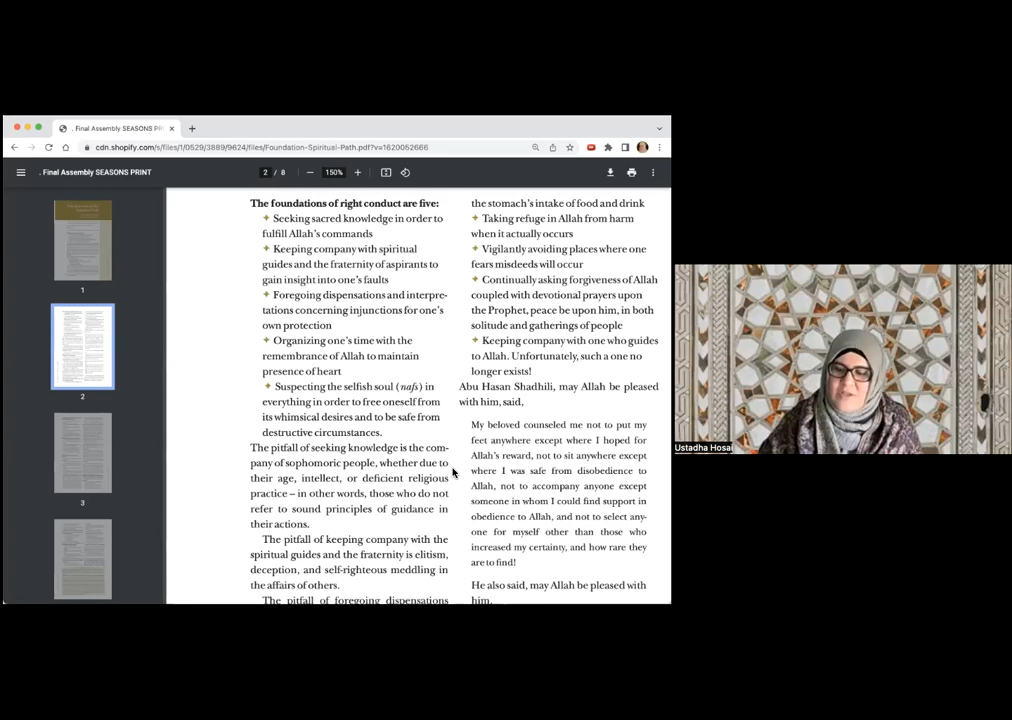 . Final Assembly SEASONS PRI
cdn.shopify.com/s/files/1/0529/3889/9624/files/Foundation-Spiritual-Path.pdf?v=1620052666
. Final Assembly SEASONS PRINT
2 / 8
150%
1
2
3
The foundations of right conduct are five:
✦ Seeking sacred knowledge in order to
fulfill Allah's commands
✦ Keeping company with spiritual
guides and the fraternity of aspirants to
gain insight into one's faults
✦ Foregoing dispensations and interpre-
tations concerning injunctions for one's
own protection
✦ Organizing one's time with the
remembrance of Allah to maintain
presence of heart
✦ Suspecting the selfish soul (nafs) in
everything in order to free oneself from
its whimsical desires and to be safe from
destructive circumstances.
The pitfall of seeking knowledge is the com-
pany of sophomoric people, whether due to
their age, intellect, or deficient religious
practice – in other words, those who do not
refer to sound principles of guidance in
their actions.
The pitfall of keeping company with the
spiritual guides and the fraternity is elitism,
deception, and self-righteous meddling in
the affairs of others.
The pitfall of foregoing dispensations
the stomach's intake of food and drink
✦ Taking refuge in Allah from harm
when it actually occurs
✦ Vigilantly avoiding places where one
fears misdeeds will occur
✦ Continually asking forgiveness of Allah
coupled with devotional prayers upon
the Prophet, peace be upon him, in both
solitude and gatherings of people
✦ Keeping company with one who guides
to Allah. Unfortunately, such a one no
longer exists!
Abu Hasan Shadhili, may Allah be pleased
with him, said,
My beloved counseled me not to put my
feet anywhere except where I hoped for
Allah's reward, not to sit anywhere except
where I was safe from disobedience to
Allah, not to accompany anyone except
someone in whom I could find support in
obedience to Allah, and not to select any-
one for myself other than those who
increased my certainty, and how rare they
are to find!
He also said, may Allah be pleased with
him,
Ustadha Hosai